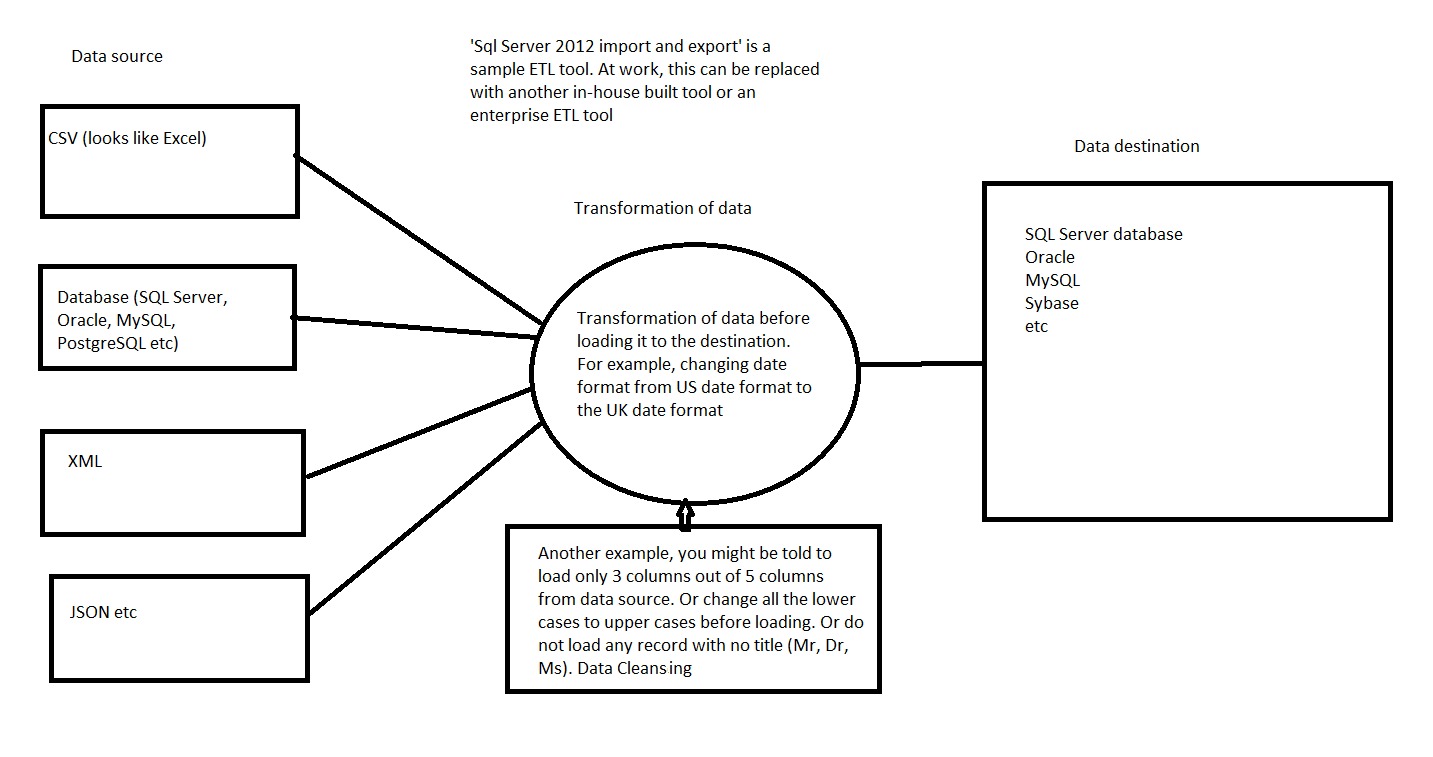 Data source
'Sql Server 2012 import and export' is a
sample ETL tool. At work, this can be replaced
with another in-house built tool or an
enterprise ETL tool
CSV (looks like Excel)
Database (SQL Server,
Oracle, MySQL,
PostgreSQL etc)
XML
JSON etc
Transformation of data
Transformation of data before
loading it to the destination.
For example, changing date
format from US date format to
the UK date format
Another example, you might be told to
load only 3 columns out of 5 columns
from data source. Or change all the lower
cases to upper cases before loading. Or do
not load any record with no title (Mr, Dr,
Ms). Data Cleansing
Data destination
SQL Server database
Oracle
MySQL
Sybase
etc